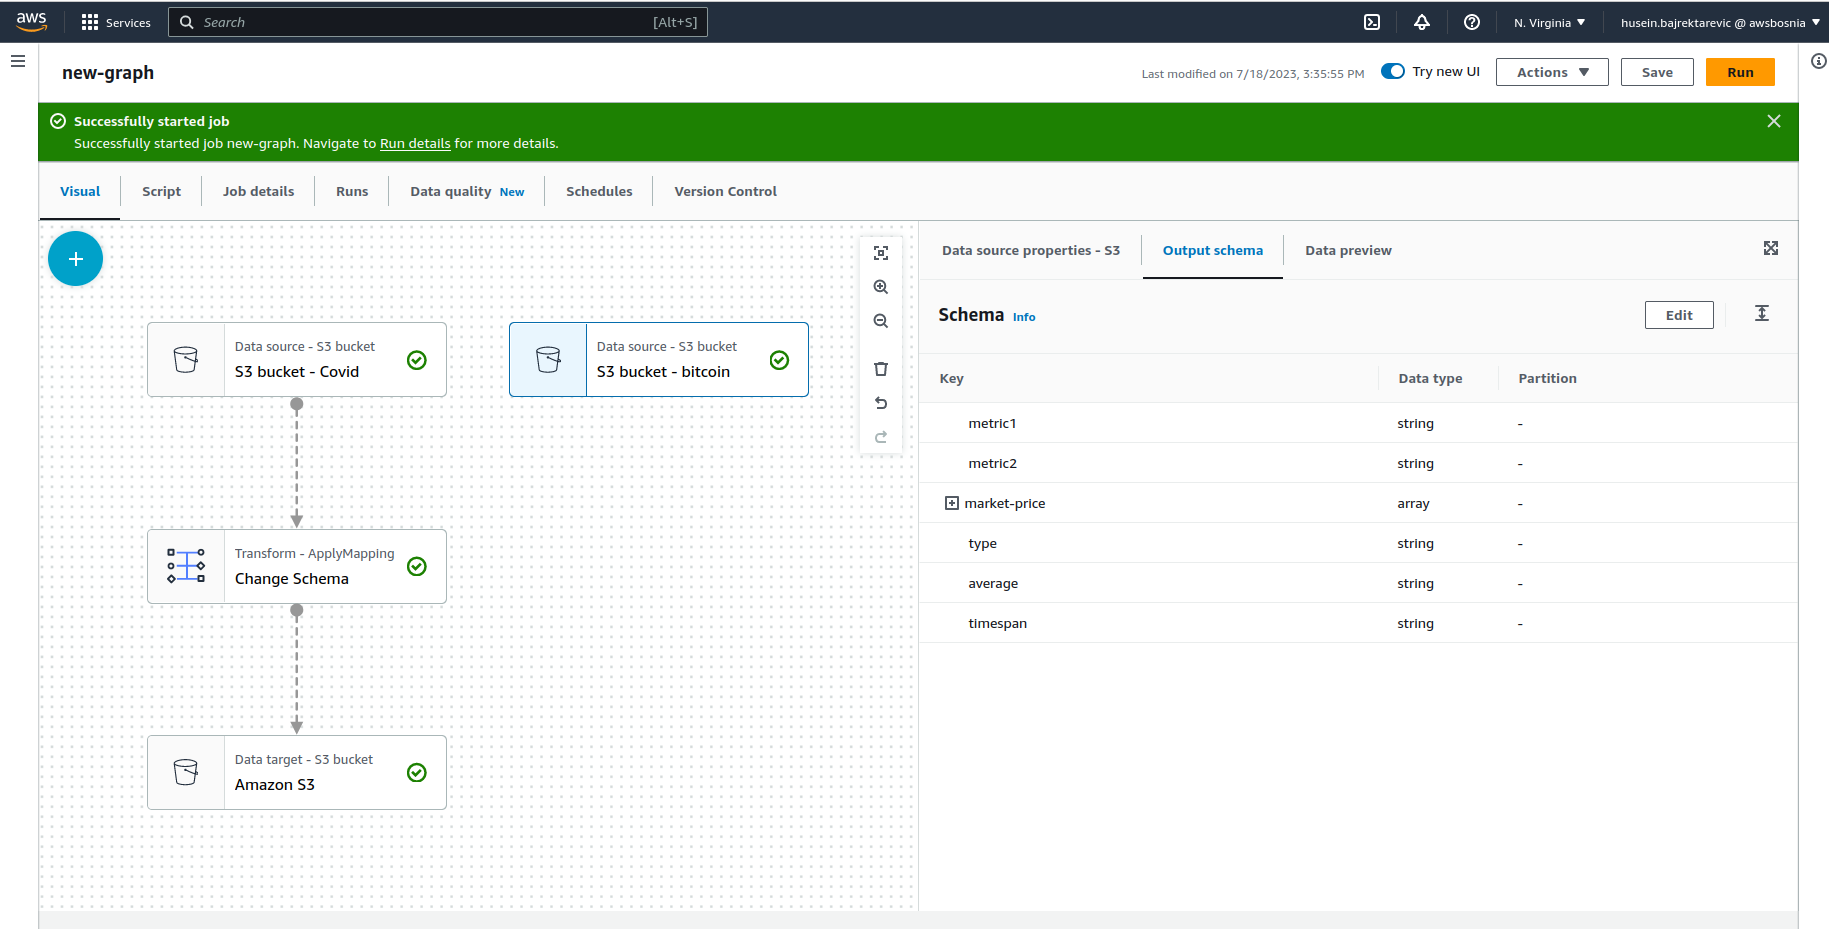 aws
Services
Search
[Alt+S]
N. Virginia
husein.bajrektarevic @ awsbosnia
new-graph
Last modified on 7/18/2023, 3:35:55 PM
Try new UI
Actions
Save
Run
Successfully started job
Successfully started job new-graph. Navigate to Run details for more details.
Visual
Script
Job details
Runs
Data quality New
Schedules
Version Control
Data source - S3 bucket
S3 bucket - Covid
Data source - S3 bucket
S3 bucket - bitcoin
Transform - ApplyMapping
Change Schema
Data target - S3 bucket
Amazon S3
Data source properties - S3
Output schema
Data preview
Schema Info
Edit
Key Data type Partition
metric1 string -
metric2 string -
market-price array -
type string -
average string -
timespan string -